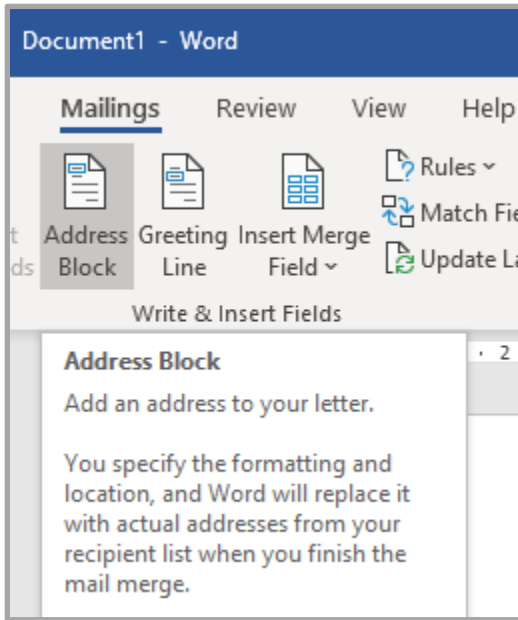 Document1 - Word
Mailings Review View Help
Rules
Match Fie
Update La
t Address Greeting Insert Merge
ds Block Line Field
Write & Insert Fields
2
Address Block
Add an address to your letter.
You specify the formatting and
location, and Word will replace it
with actual addresses from your
recipient list when you finish the
mail merge.